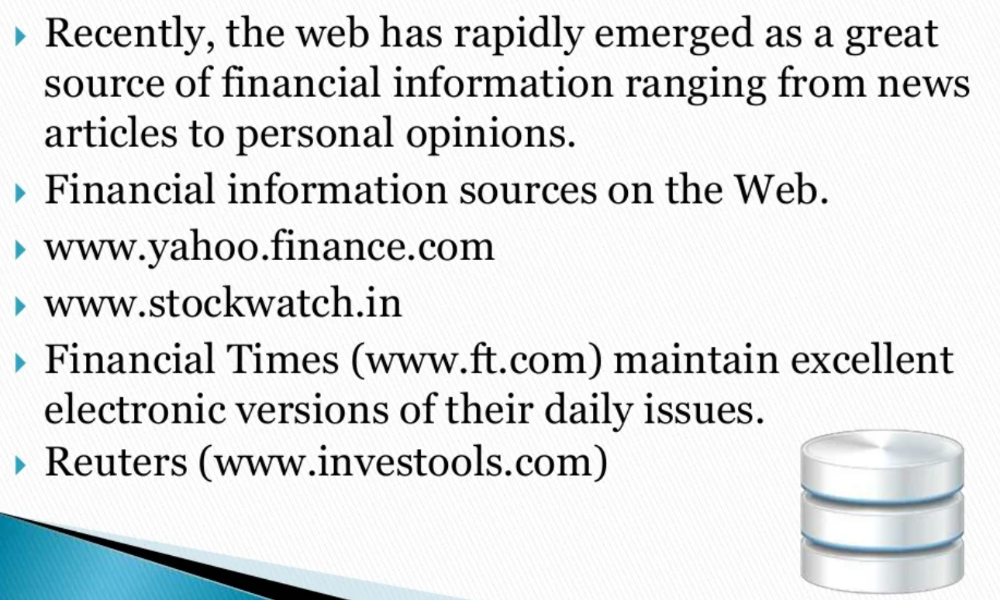 Recently, the web has rapidly emerged as a great
source of financial information ranging from news
articles to personal opinions.
Financial information sources on the Web.
www.yahoo.finance.com
www.stockwatch.in
Financial Times (www.ft.com) maintain excellent
electronic versions of their daily issues.
Reuters (www.investools.com)